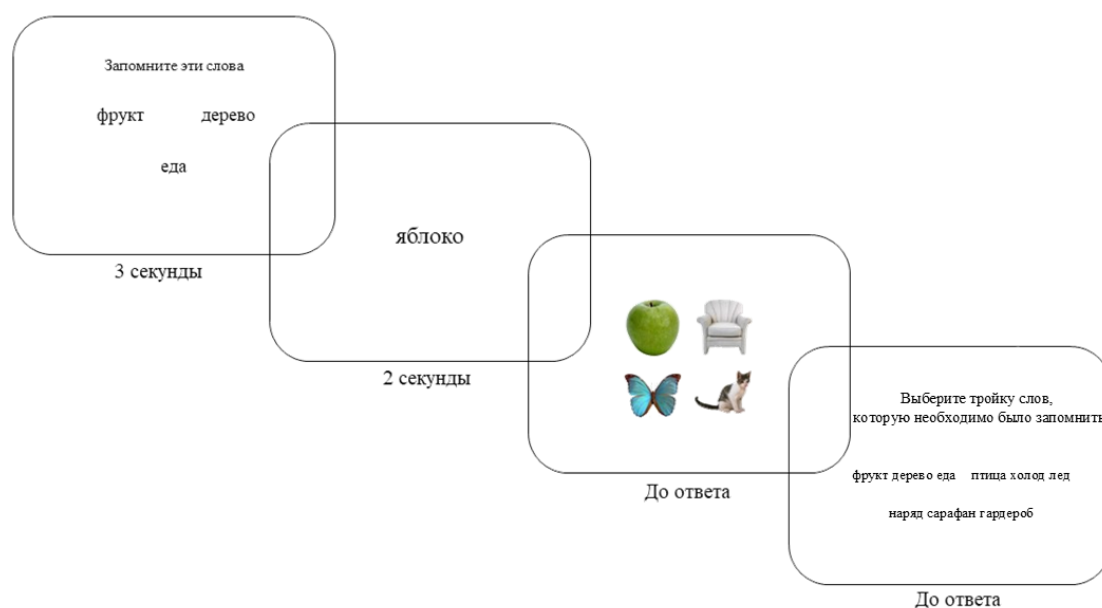 Запомните эти слова
фрукт дерево
еда
3 секунды
яблоко
2 секунды
До ответа
Выберите тройку слов,
которую необходимо было запомнить
фрукт дерево еда птица холод лед
наряд сарафан гардероб
До ответа